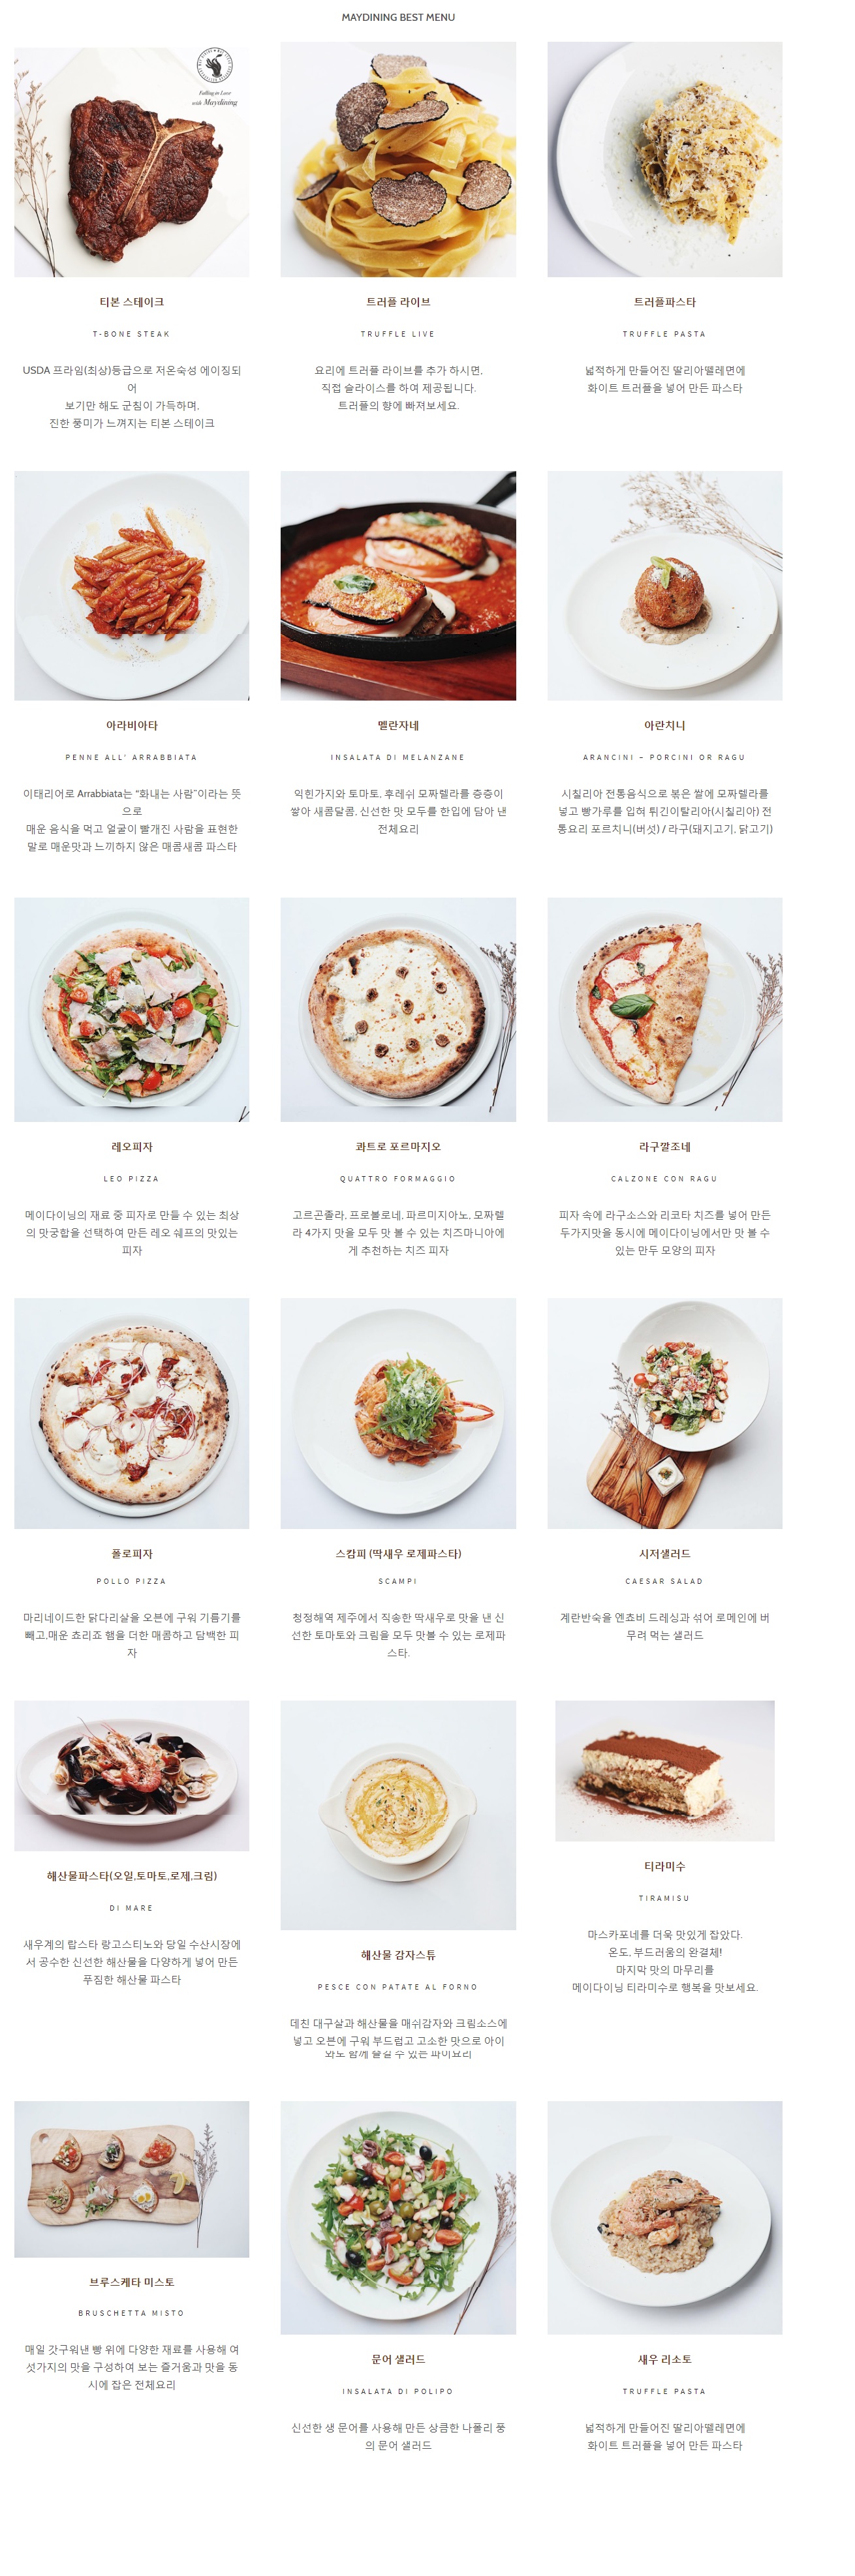 MAYDINING BEST MENU
Falling in Love
with Maydining
티본 스테이크
T-BONE STEAK
USDA 프라임(최상)등급으로 저온숙성 에이징되
어
보기만 해도 군침이 가득하며,
진한 풍미가 느껴지는 티본 스테이크
트러플 라이브
TRUFFLE LIVE
요리에 트러플 라이브를 추가 하시면,
직접 슬라이스를 하여 제공됩니다.
트러플의 향에 빠져보세요.
트러플파스타
TRUFFLE PASTA
넓적하게 만들어진 딸리아뗄레면에
화이트 트러플을 넣어 만든 파스타
아라비아타
PENNE ALL' ARRABBIATA
이태리어로 Arrabbiata는 “화내는 사람”이라는 뜻
으로
매운 음식을 먹고 얼굴이 빨개진 사람을 표현한
말로 매운맛과 느끼하지 않은 매콤새콤 파스타
멜란자네
INSALATA DI MELANZANE
익힌가지와 토마토, 후레쉬 모짜렐라를 층층이
쌓아 새콤달콤, 신선한 맛 모두를 한입에 담아 낸
전체요리
아란치니
ARANCINI – PORCINI OR RAGU
시칠리아 전통음식으로 볶은 쌀에 모짜렐라를
넣고 빵가루를 입혀 튀긴이탈리아(시칠리아) 전
통요리 포르치니(버섯) / 라구(돼지고기, 닭고기)
레오피자
LEO PIZZA
메이다이닝의 재료 중 피자로 만들 수 있는 최상
의 맛궁합을 선택하여 만든 레오 쉐프의 맛있는
피자
콰트로 포르마지오
QUATTRO FORMAGGIO
고르곤졸라, 프로볼로네, 파르미지아노, 모짜렐
라 4가지 맛을 모두 맛 볼 수 있는 치즈마니아에
게 추천하는 치즈 피자
라구깔조네
CALZONE CON RAGU
피자 속에 라구소스와 리코타 치즈를 넣어 만든
두가지맛을 동시에 메이다이닝에서만 맛 볼 수
있는 만두 모양의 피자
폴로피자
POLLO PIZZA
마리네이드한 닭다리살을 오븐에 구워 기름기를
빼고,매운 쵸리죠 햄을 더한 매콤하고 담백한 피
자
스캄피 (딱새우 로제파스타)
SCAMPI
청정해역 제주에서 직송한 딱새우로 맛을 낸 신
선한 토마토와 크림을 모두 맛볼 수 있는 로제파
스타.
시저샐러드
CAESAR SALAD
계란반숙을 엔쵸비 드레싱과 섞어 로메인에 버
무려 먹는 샐러드
해산물파스타(오일,토마토,로제,크림)
DI MARE
새우계의 랍스타 랑고스티노와 당일 수산시장에
서 공수한 신선한 해산물을 다양하게 넣어 만든
푸짐한 해산물 파스타
해산물 감자스튜
PESCE CON PATATE AL FORNO
데친 대구살과 해산물을 매쉬감자와 크림소스에
넣고 오븐에 구워 부드럽고 고소한 맛으로 아이
와도 함께 즐길 수 있는 파이요리
티라미수
TIRAMISU
마스카포네를 더욱 맛있게 잡았다.
온도, 부드러움의 완결체!
마지막 맛의 마무리를
메이다이닝 티라미수로 행복을 맛보세요.
브루스케타 미스토
BRUSCHETTA MISTO
매일 갓구워낸 빵 위에 다양한 재료를 사용해 여
섯가지의 맛을 구성하여 보는 즐거움과 맛을 동
시에 잡은 전체요리
문어 샐러드
INSALATA DI POLIPO
신선한 생 문어를 사용해 만든 상큼한 나폴리 풍
의 문어 샐러드
새우 리소토
TRUFFLE PASTA
넓적하게 만들어진 딸리아뗄레면에
화이트 트러플을 넣어 만든 파스타